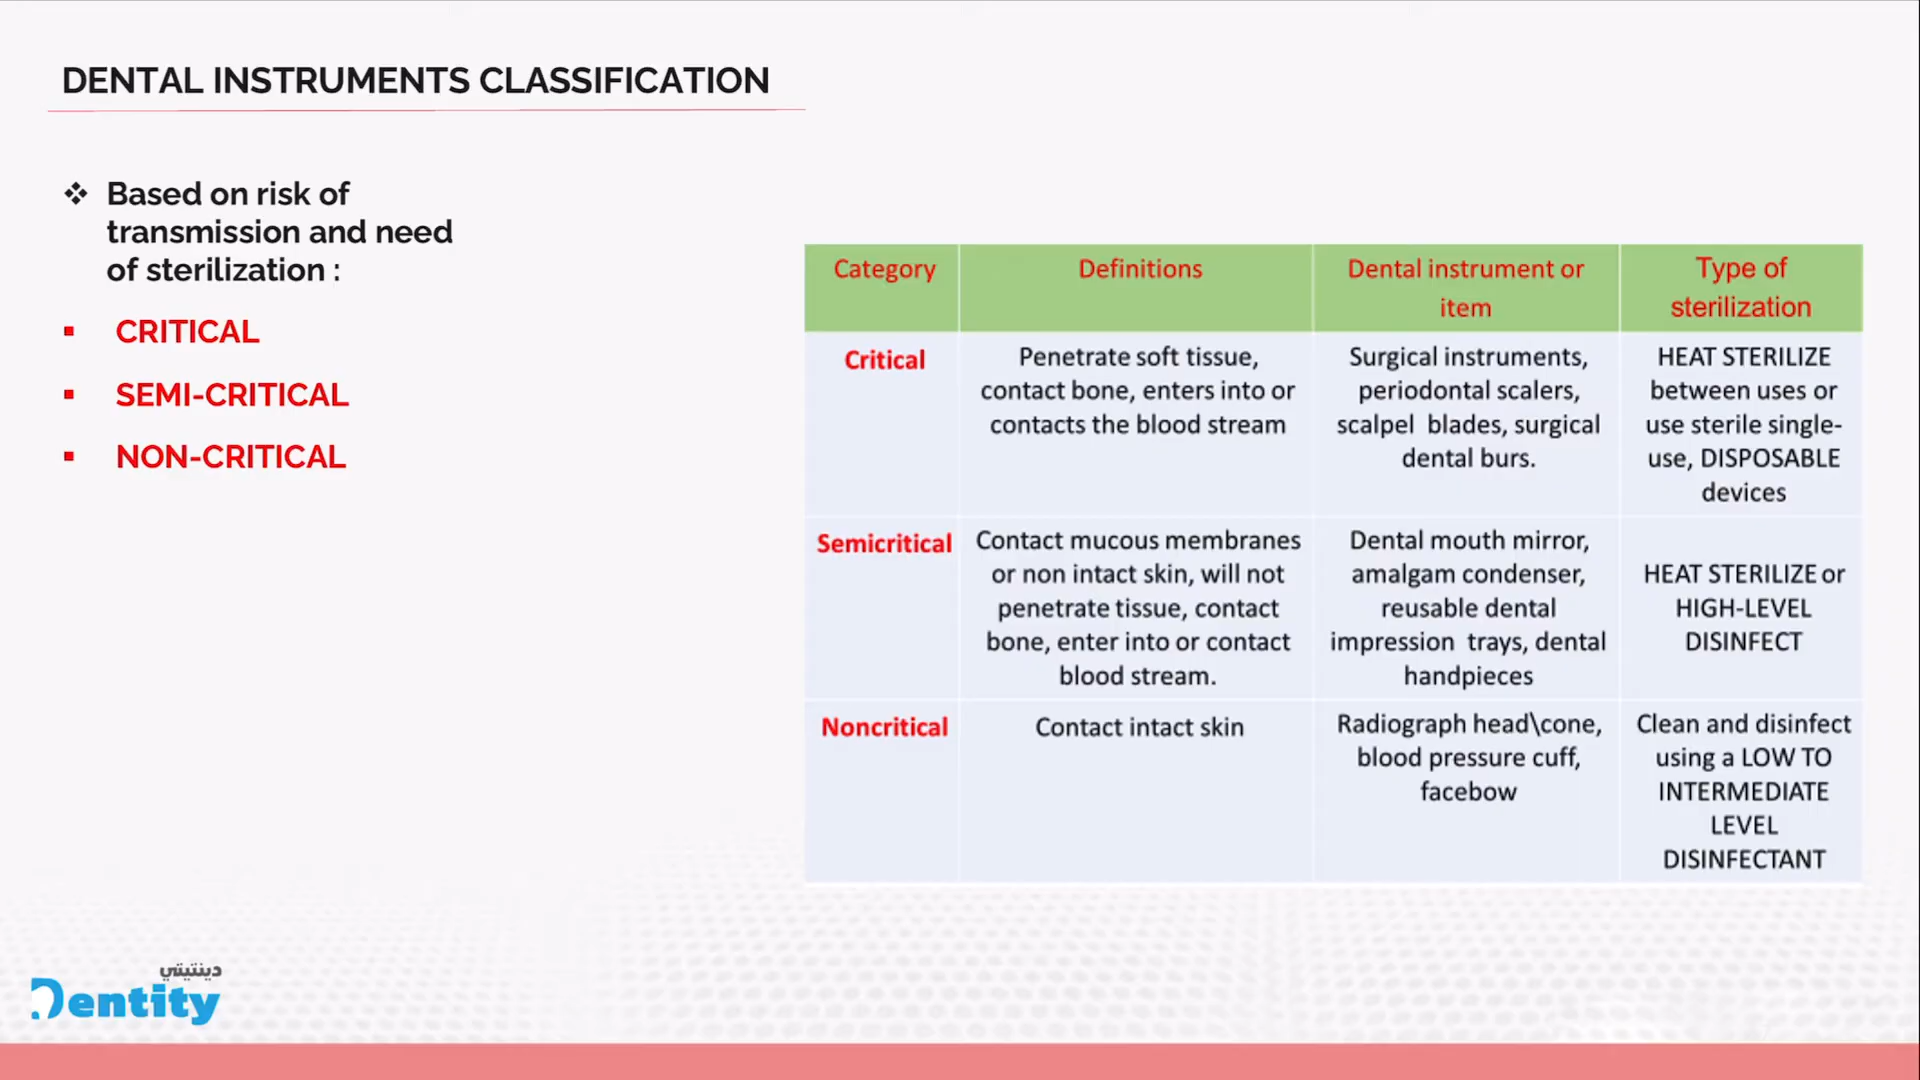 DENTAL INSTRUMENTS CLASSIFICATION
❖ Based on risk of
transmission and need
of sterilization :
▪ CRITICAL
▪ SEMI-CRITICAL
▪ NON-CRITICAL
Category
Definitions
Dental instrument or
item
Type of
sterilization
Critical
Penetrate soft tissue,
contact bone, enters into or
contacts the blood stream
Surgical instruments,
periodontal scalers,
scalpel blades, surgical
dental burs.
HEAT STERILIZE
between uses or
use sterile single-
use, DISPOSABLE
devices
Semicritical
Contact mucous membranes
or non intact skin, will not
penetrate tissue, contact
bone, enter into or contact
blood stream.
Dental mouth mirror,
amalgam condenser,
reusable dental
impression trays, dental
handpieces
HEAT STERILIZE or
HIGH-LEVEL
DISINFECT
Noncritical
Contact intact skin
Radiograph head\cone,
blood pressure cuff,
facebow
Clean and disinfect
using a LOW TO
INTERMEDIATE
LEVEL
DISINFECTANT
دينتيتي
Dentity